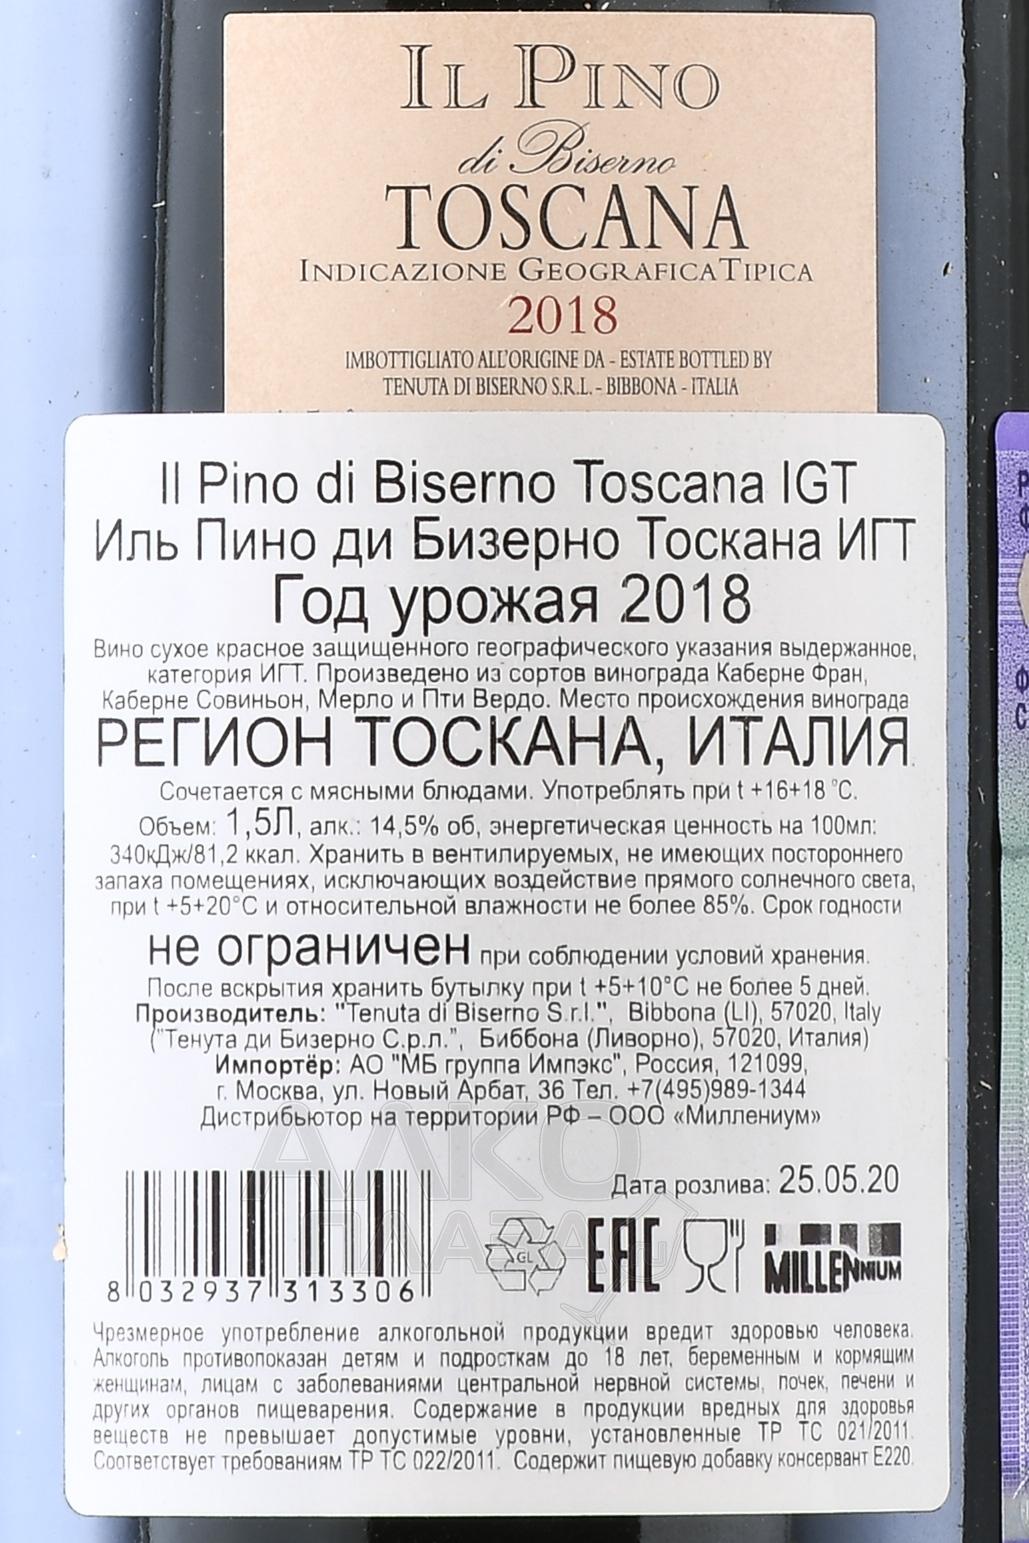 IL PINO
di Biserno
TOSCANA
INDICAZIONE GEOGRAFICA TIPICA
2018
IMBOTTIGLIATO ALL'ORIGINE DA - ESTATE BOTTLED BY
TENUTA DI BISERNO S.R.L. - BIBBONA - ITALIA
Il Pino di Biserno Toscana IGT
Иль Пино ди Бизерно Тоскана ИГТ
Год урожая 2018
Вино сухое красное защищенного географического указания выдержанное,
категория ИГТ. Произведено из сортов винограда Каберне Фран,
Каберне Совиньон, Мерло и Пти Вердо. Место происхождения винограда
РЕГИОН ТОСКАНА, ИТАЛИЯ.
Сочетается с мясными блюдами. Употреблять при t +16+18 °C.
Объем: 1,5Л, алк.: 14,5% об, энергетическая ценность на 100мл:
340кДж/81,2 ккал. Хранить в вентилируемых, не имеющих постороннего
запаха помещениях, исключающих воздействие прямого солнечного света,
при t +5+20°C и относительной влажности не более 85%. Срок годности
не ограничен при соблюдении условий хранения.
После вскрытия хранить бутылку при t +5+10°C не более 5 дней.
Производитель: "Tenuta di Biserno S.r.l.", Bibbona (LI), 57020, Italy
("Тенута ди Бизерно С.р.л.", Биббона (Ливорно), 57020, Италия)
Импортёр: АО "МБ группа Импэкс", Россия, 121099,
г. Москва, ул. Новый Арбат, 36 Тел. +7(495)989-1344
Дистрибьютор на территории РФ – ООО «Миллениум»
АЛКО
ПЛАЗА
.ru
Дата розлива: 25.05.20
GL
EAC
MILLENNIUM
8 032937 313306
Чрезмерное употребление алкогольной продукции вредит здоровью человека.
Алкоголь противопоказан детям и подросткам до 18 лет, беременным и кормящим
женщинам, лицам с заболеваниями центральной нервной системы, почек, печени и
других органов пищеварения. Содержание в продукции вредных для здоровья
веществ не превышает допустимые уровни, установленные ТР ТС 021/2011.
Соответствует требованиям ТР ТС 022/2011. Содержит пищевую добавку консервант Е220.